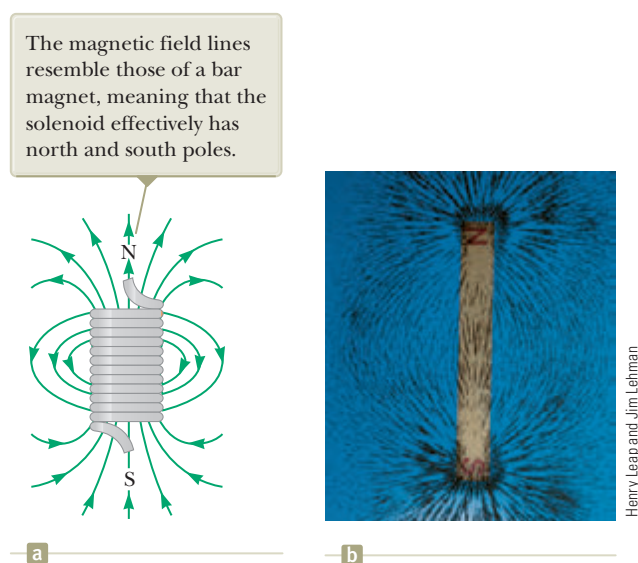 The magnetic field lines
resemble those of a bar
magnet, meaning that the
solenoid effectively has
north and south poles.
N
S
a
N
S
Henry Leap and Jim Lehman
b